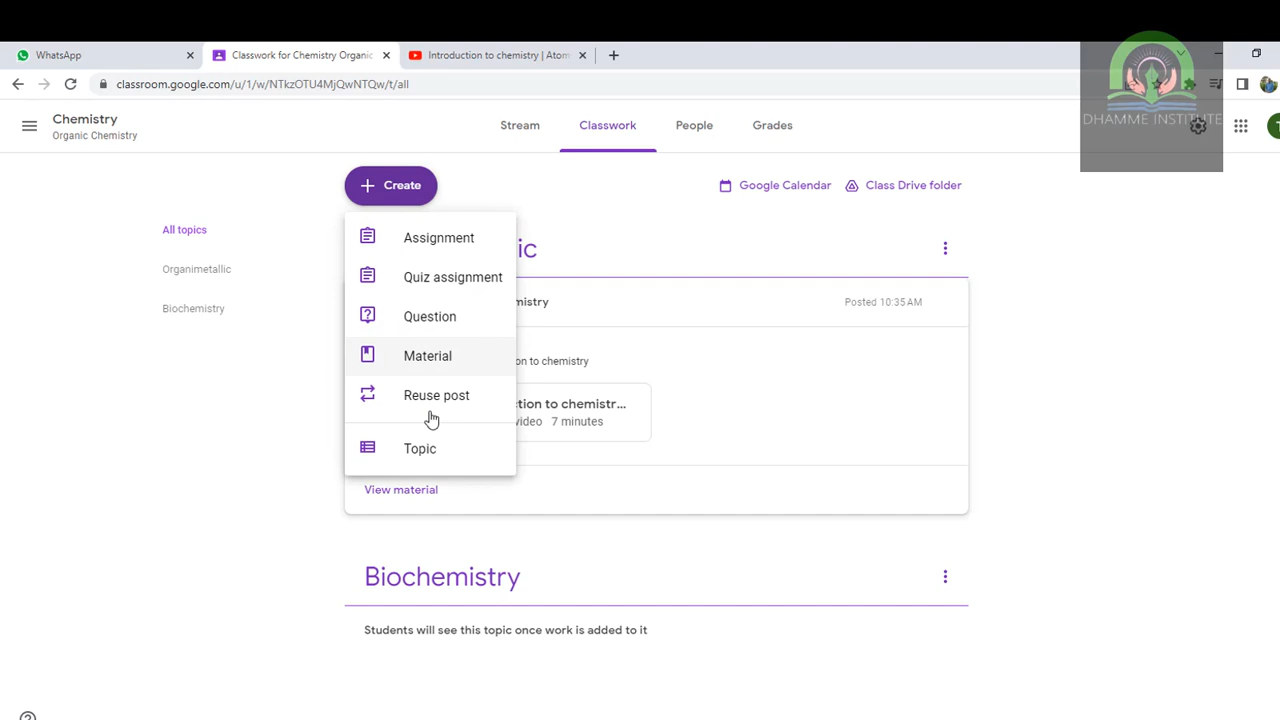 WhatsApp
Classwork for Chemistry Organic
Introduction to chemistry | Atom
classroom.google.com/u/1/w/NTkzOTU4MjQwNTQw/t/all
DHAMME INSTITUTE
Chemistry
Organic Chemistry
Stream
Classwork
People
Grades
Create
Google Calendar
Class Drive folder
All topics
Organimetallic
Biochemistry
Assignment
Quiz assignment
Question
Material
Reuse post
Topic
ic
mistry
Posted 10:35 AM
on to chemistry
ction to chemistr...
video 7 minutes
View material
Biochemistry
Students will see this topic once work is added to it